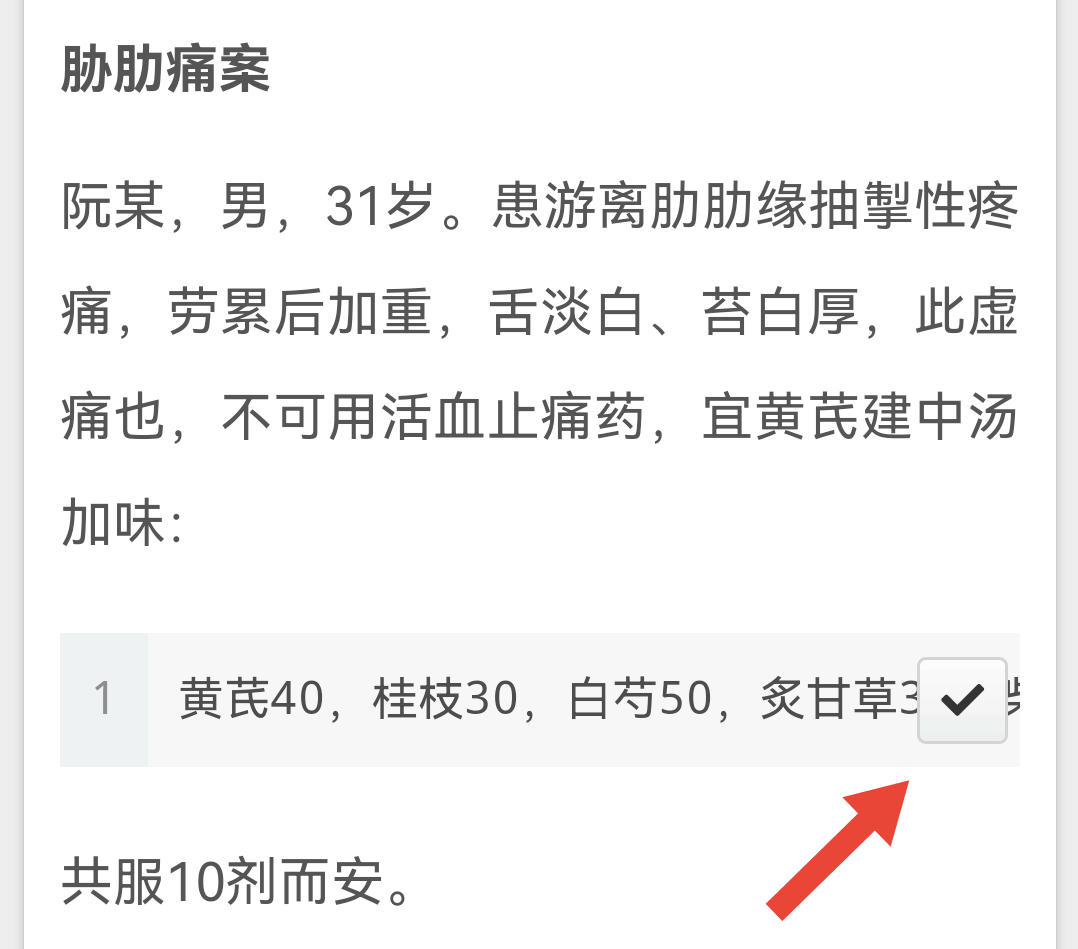 胁肋痛案
阮某，男，31岁。患游离肋肋缘抽掣性疼
痛，劳累后加重，舌淡白、苔白厚，此虚
痛也，不可用活血止痛药，宜黄芪建中汤
加味：
1 黄芪40，桂枝30，白芍50，炙甘草3
共服10剂而安。